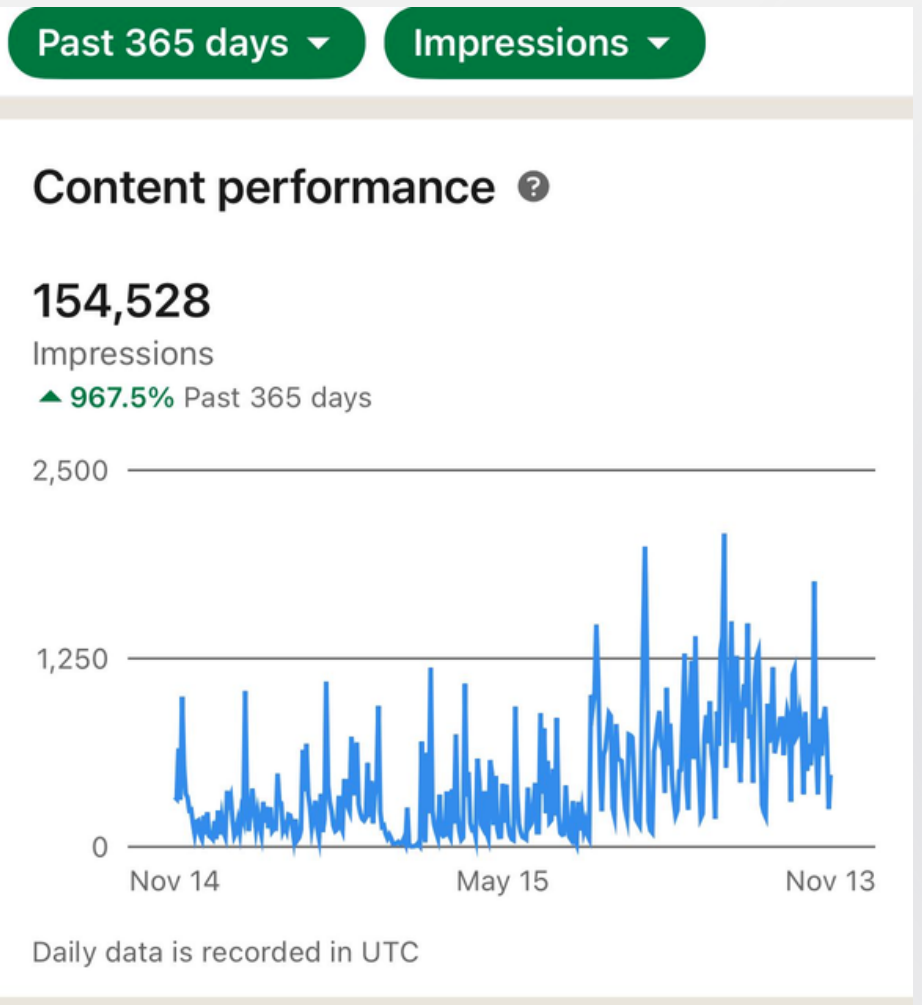 Past 365 days Impressions
Content performance ?
154,528
Impressions
967.5% Past 365 days
2,500
1,250
0
Nov 14 May 15 Nov 13
Daily data is recorded in UTC